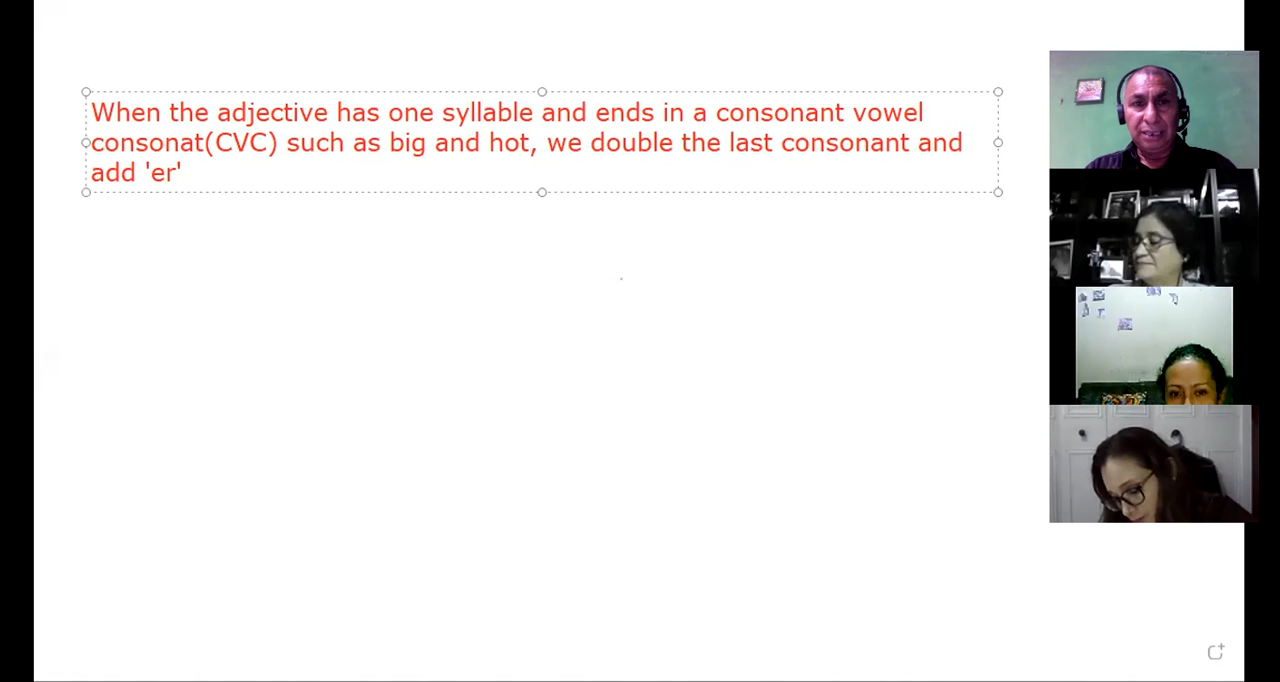 When the adjective has one syllable and ends in a consonant vowel
consonat(CVC) such as big and hot, we double the last consonant and
add 'er'